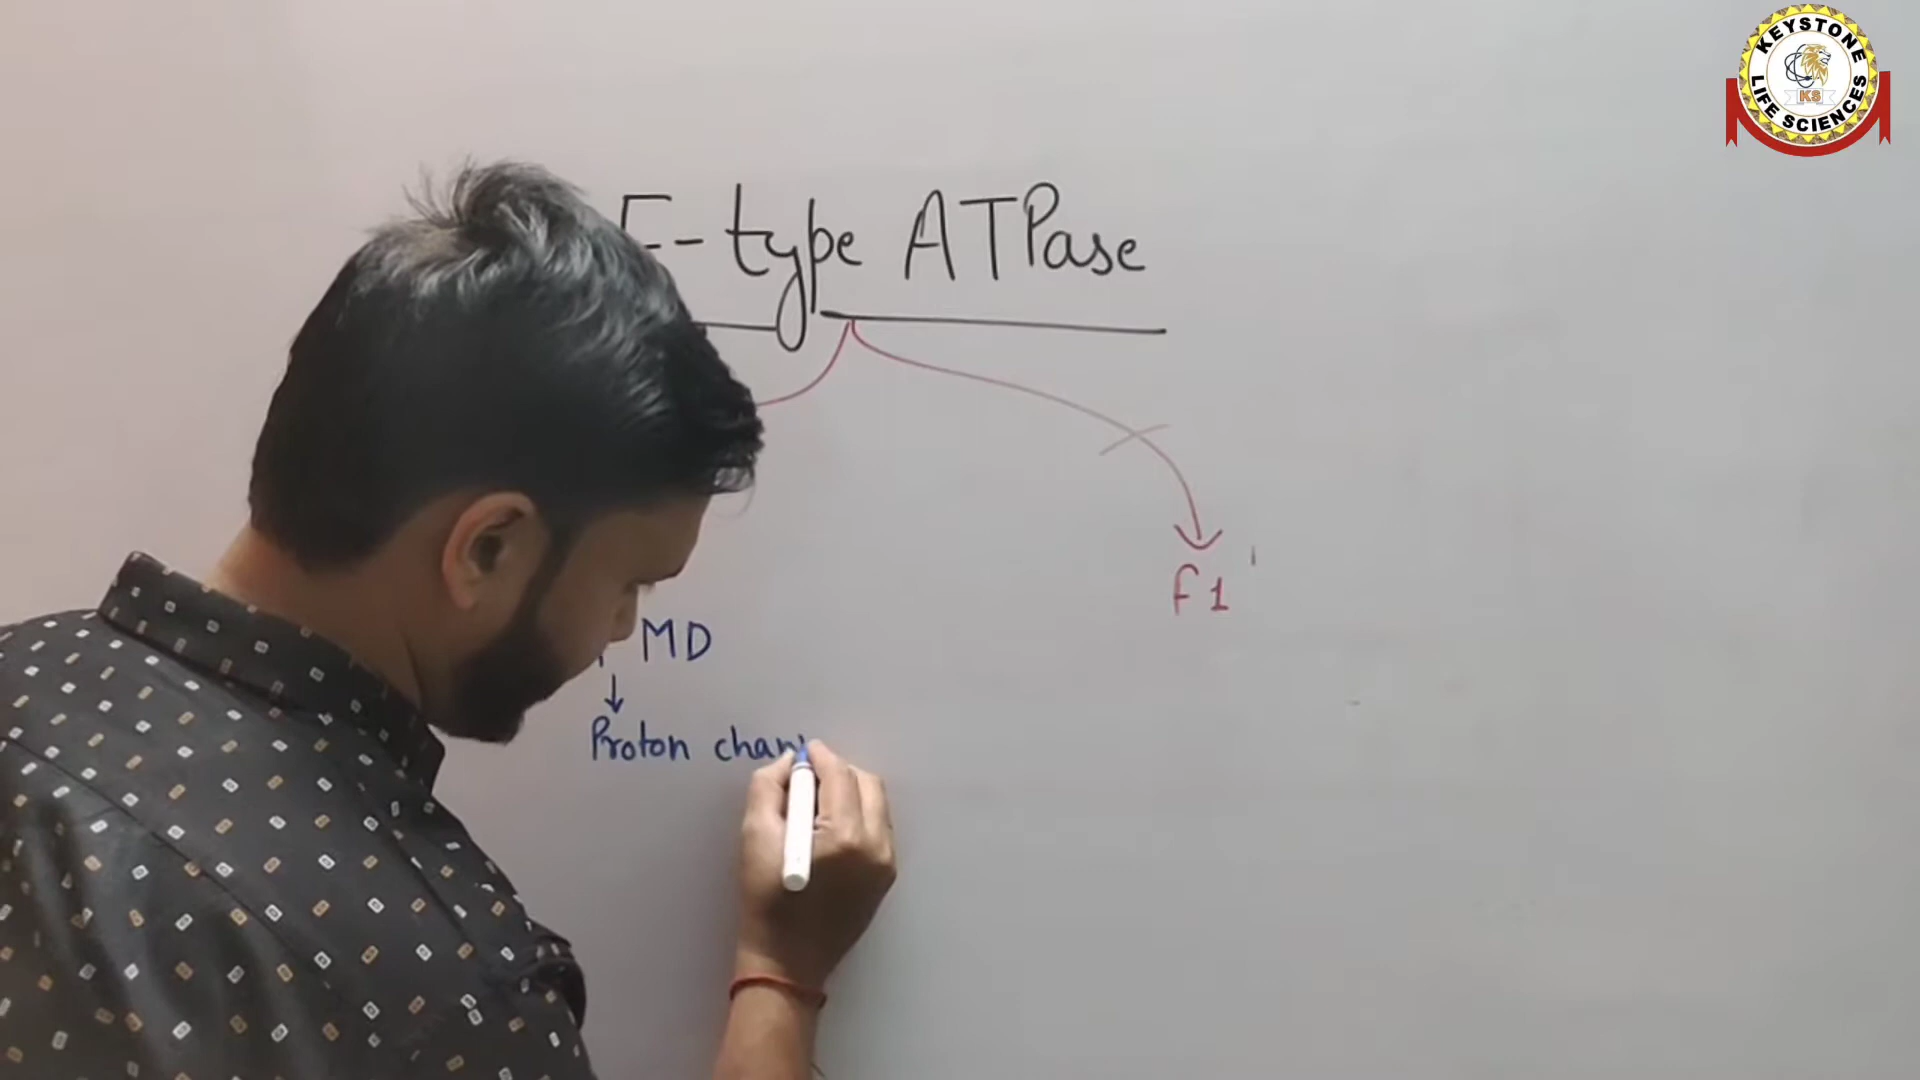 KEYSTONE
LIFE SCIENCES
KS
F-type ATPase
f1
MD
Proton chan